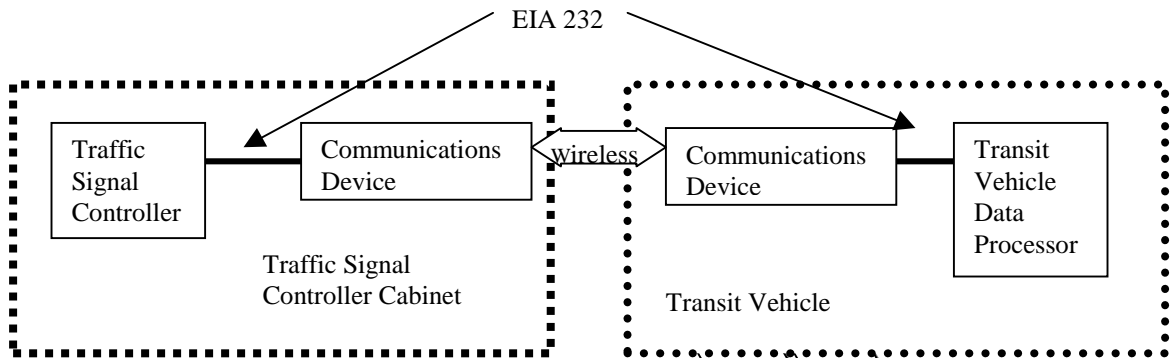 EIA 232
Traffic
Signal
Controller
Communications
Device
wireless
Communications
Device
Transit
Vehicle
Data
Processor
Traffic Signal
Controller Cabinet
Transit Vehicle